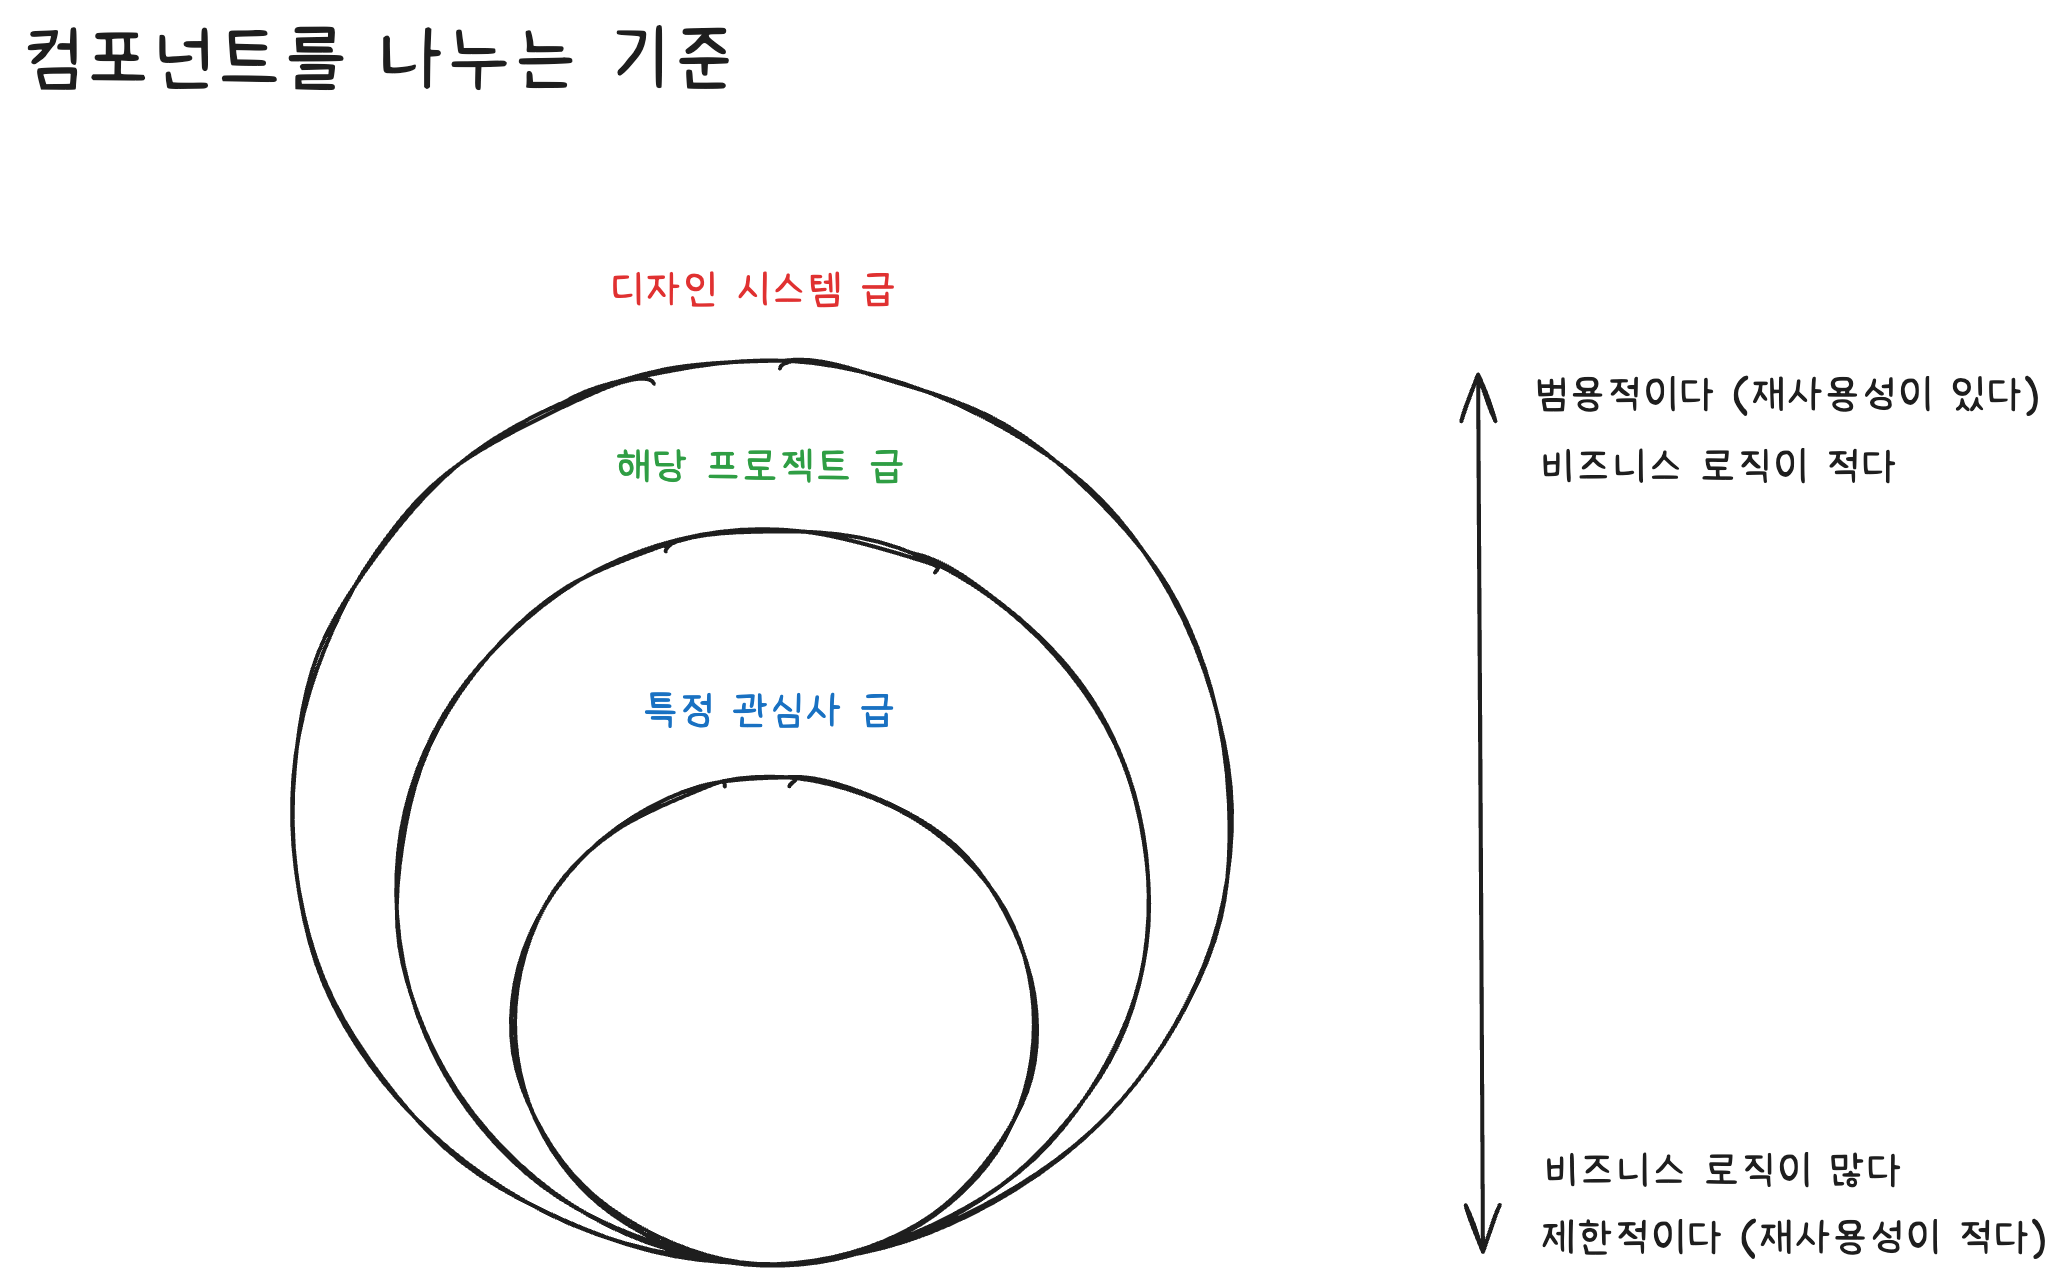 컴포넌트를 나누는 기준
디자인 시스템 급
해당 프로젝트 급
특정 관심사 급
범용적이다 (재사용성이 있다)
비즈니스 로직이 적다
비즈니스 로직이 많다
제한적이다 (재사용성이 적다)